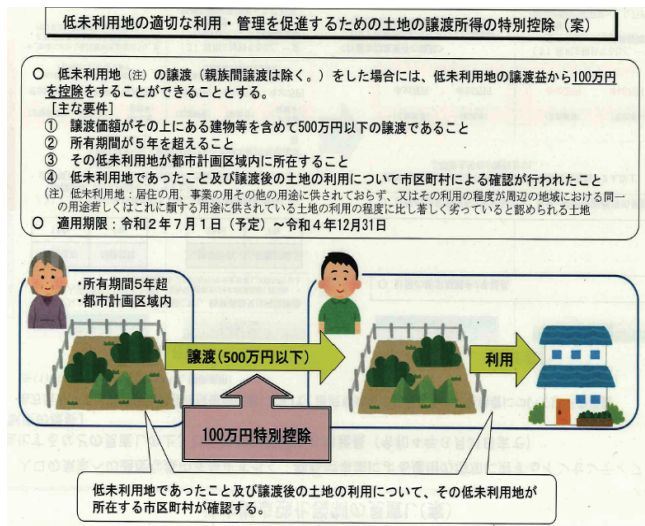 低未利用地の適切な利用・管理を促進するための土地の譲渡所得の特別控除（案）
○ 低未利用地（注）の譲渡（親族間譲渡は除く。）をした場合には、低未利用地の譲渡益から100万円
を控除をすることができることとする。
［主な要件］
① 譲渡価額がその上にある建物等を含めて500万円以下の譲渡であること
② 所有期間が５年を超えること
③ その低未利用地が都市計画区域内に所在すること
④ 低未利用地であったこと及び譲渡後の土地の利用について市区町村による確認が行われたこと
（注）低未利用地：居住の用、事業の用その他の用途に供されておらず、又はその利用の程度が周辺の地域における同一
の用途若しくはこれに類する用途に供されている土地の利用の程度に比し著しく劣っていると認められる土地
○ 適用期限：令和２年７月１日（予定）～令和４年12月31日
・所有期間5年超
・都市計画区域内
譲渡(500万円以下)
利用
100万円特別控除
低未利用地であったこと及び譲渡後の土地の利用について、その低未利用地が
所在する市区町村が確認する。